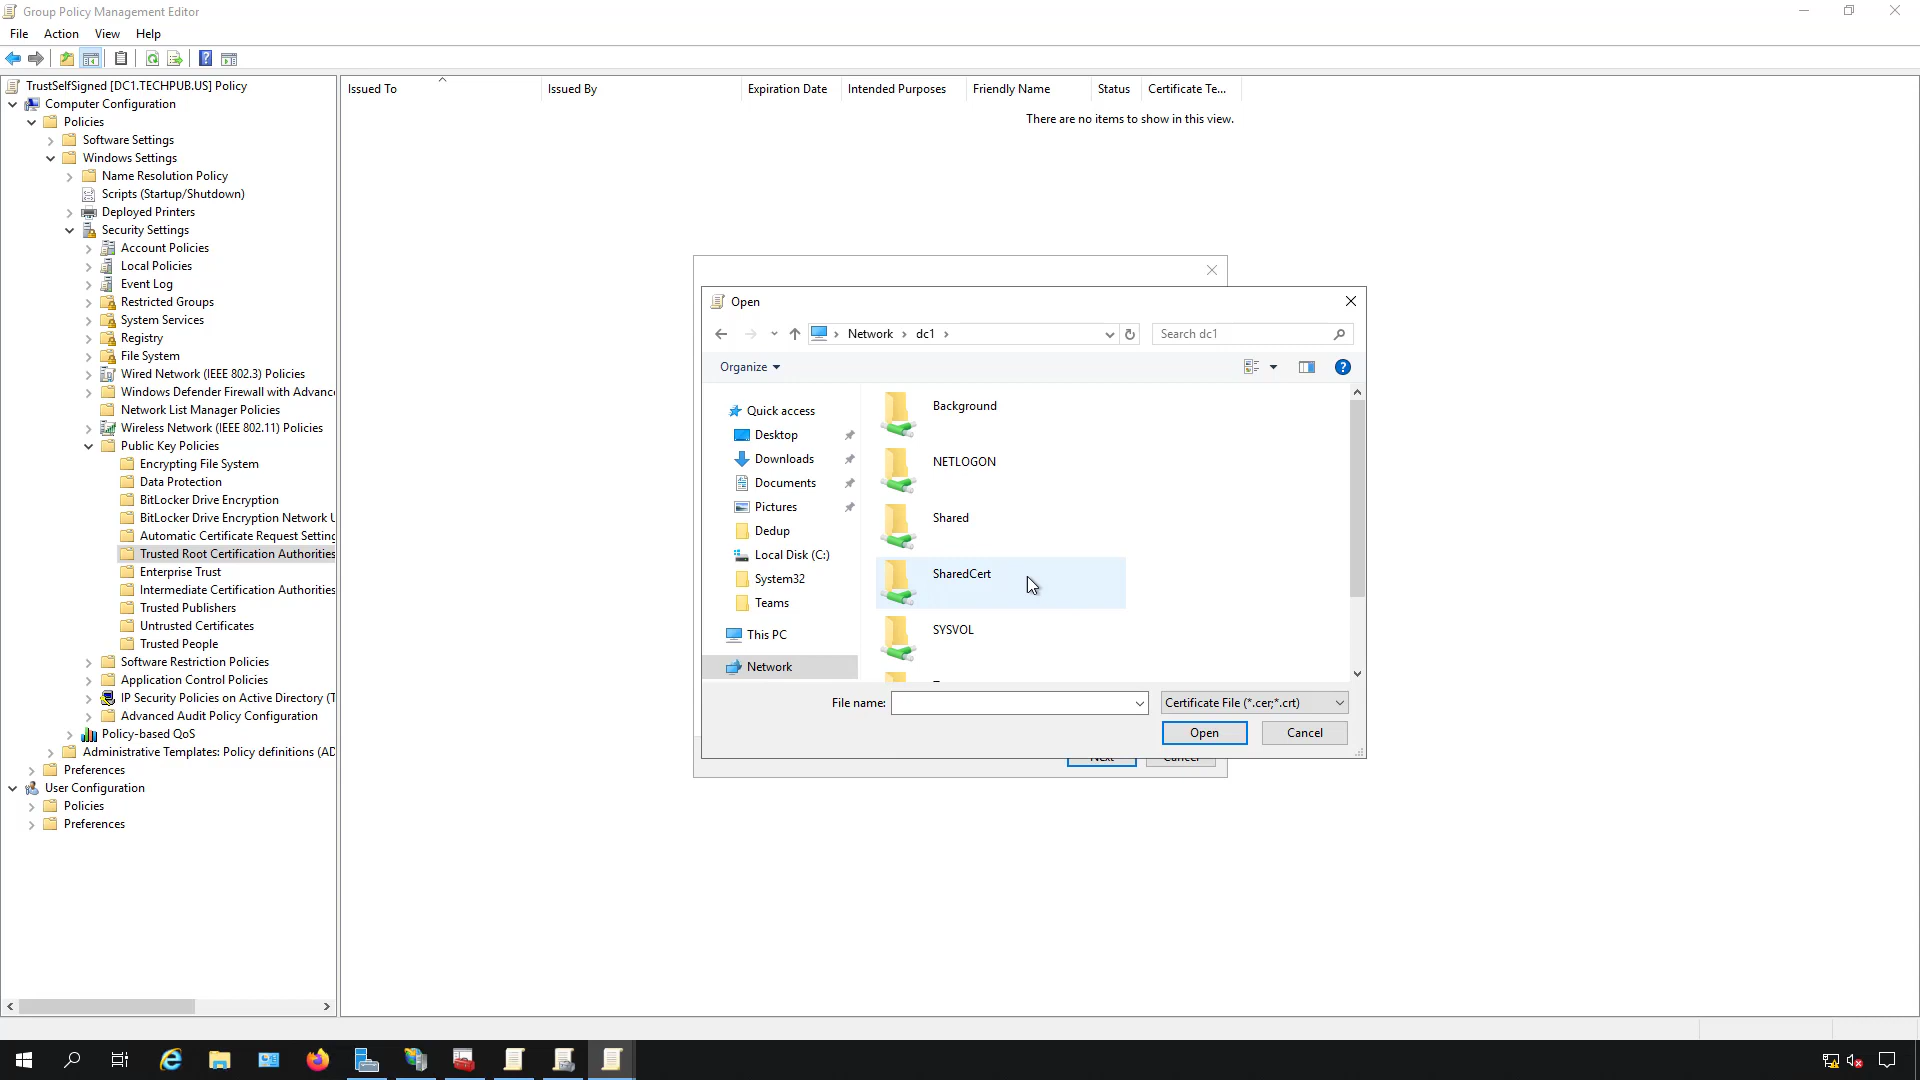 Group Policy Management Editor
File Action View Help
TrustSelfSigned [DC1.TECHPUB.US] Policy
Computer Configuration
Policies
Software Settings
Windows Settings
Name Resolution Policy
Scripts (Startup/Shutdown)
Deployed Printers
Security Settings
Account Policies
Local Policies
Event Log
Restricted Groups
System Services
Registry
File System
Wired Network (IEEE 802.3) Policies
Windows Defender Firewall with Advance
Network List Manager Policies
Wireless Network (IEEE 802.11) Policies
Public Key Policies
Encrypting File System
Data Protection
BitLocker Drive Encryption
BitLocker Drive Encryption Network U
Automatic Certificate Request Setting
Trusted Root Certification Authorities
Enterprise Trust
Intermediate Certification Authorities
Trusted Publishers
Untrusted Certificates
Trusted People
Software Restriction Policies
Application Control Policies
IP Security Policies on Active Directory (T
Advanced Audit Policy Configuration
Policy-based QoS
Administrative Templates: Policy definitions (AD
Preferences
User Configuration
Policies
Preferences
Issued To Issued By Expiration Date Intended Purposes Friendly Name Status Certificate Te...
There are no items to show in this view.
Open
Network dc1
Search dc1
Organize
Quick access
Desktop
Downloads
Documents
Pictures
Dedup
Local Disk (C:)
System32
Teams
This PC
Network
Background
NETLOGON
Shared
SharedCert
SYSVOL
File name:
Certificate File (*.cer;*.crt)
Open Cancel